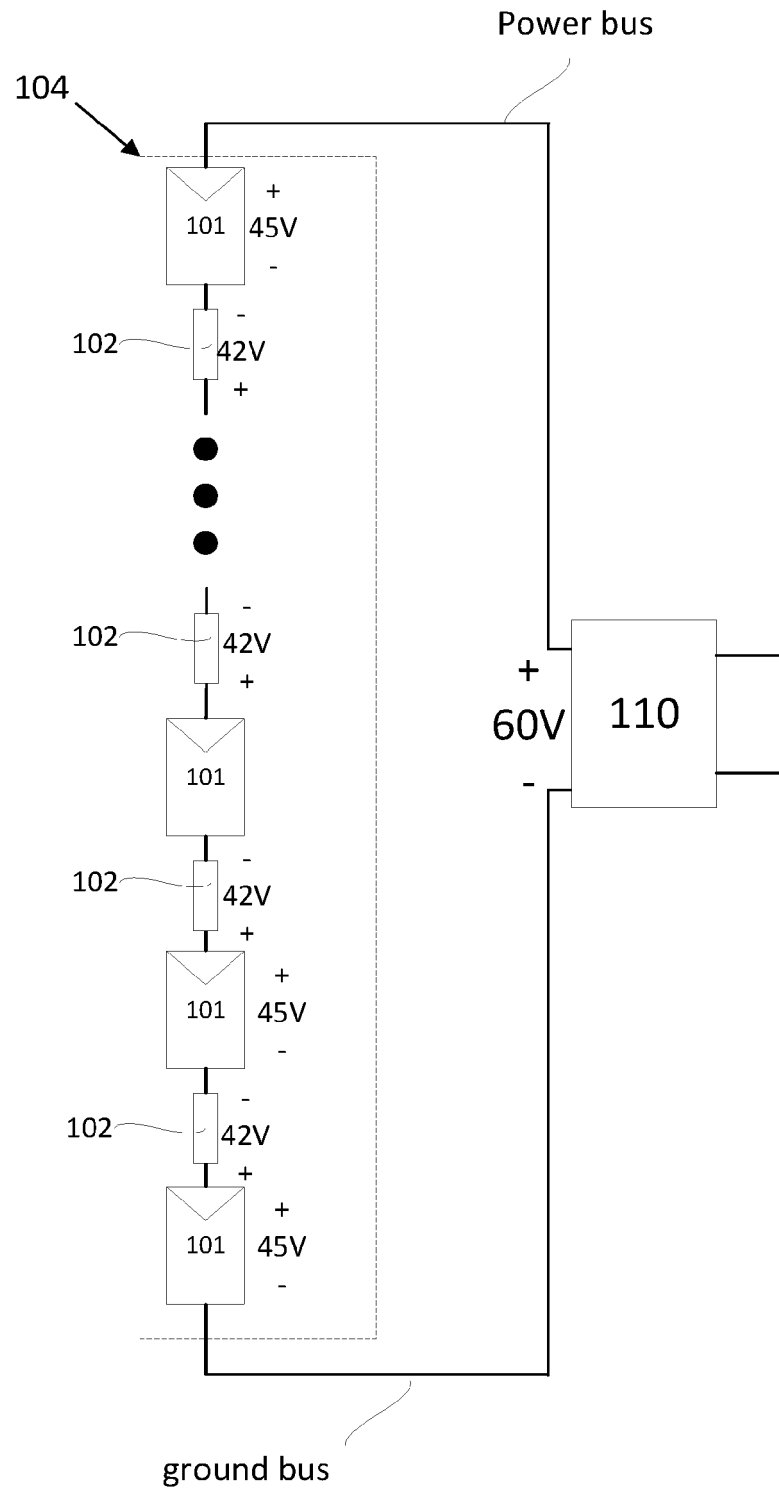 Power bus
104
+
101 45V
-
-
102 42V
+
-
102 42V
+
+
60V
-
110
101
-
102 42V
+
+
101 45V
-
-
102 42V
+
+
101 45V
-
ground bus